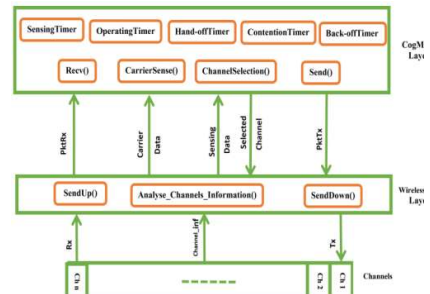 SensingTimer
OperatingTimer
Hand-offTimer
ContentionTimer
Back-offTimer
Recv()
CarrierSense()
ChannelSelection()
Send()
CogM
Laye
PktRx
Carrier
Data
Sensing
Data
Selected
Channel
PktTx
SendUp()
Analyse_Channels_Information()
SendDown()
Wireless
Laye
Rx
Channel_inf
Tx
Ch n
Ch 2
Ch 1
Channels